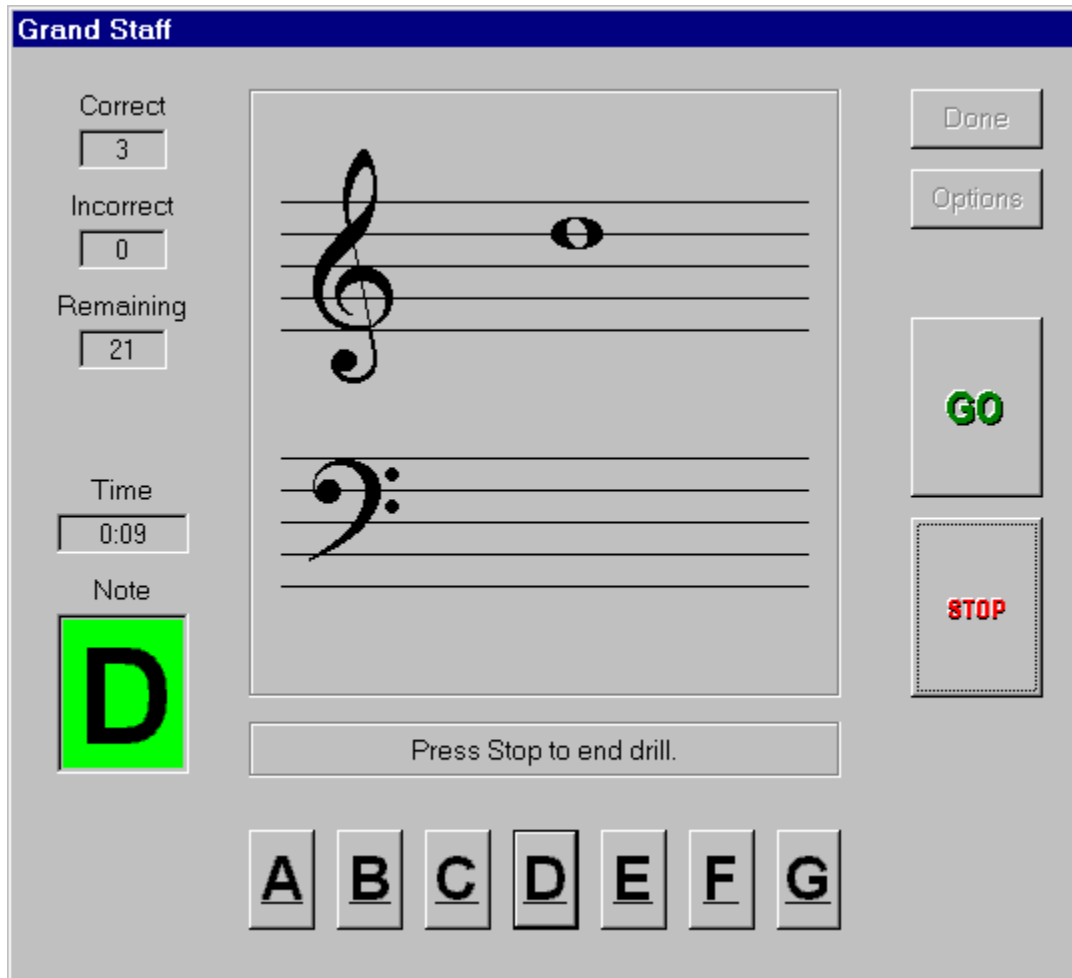 Grand Staff
Correct
3
Incorrect
0
Remaining
21
Time
0:09
Note
D
Done
Options
GO
STOP
Press Stop to end drill.
A B C D E F G